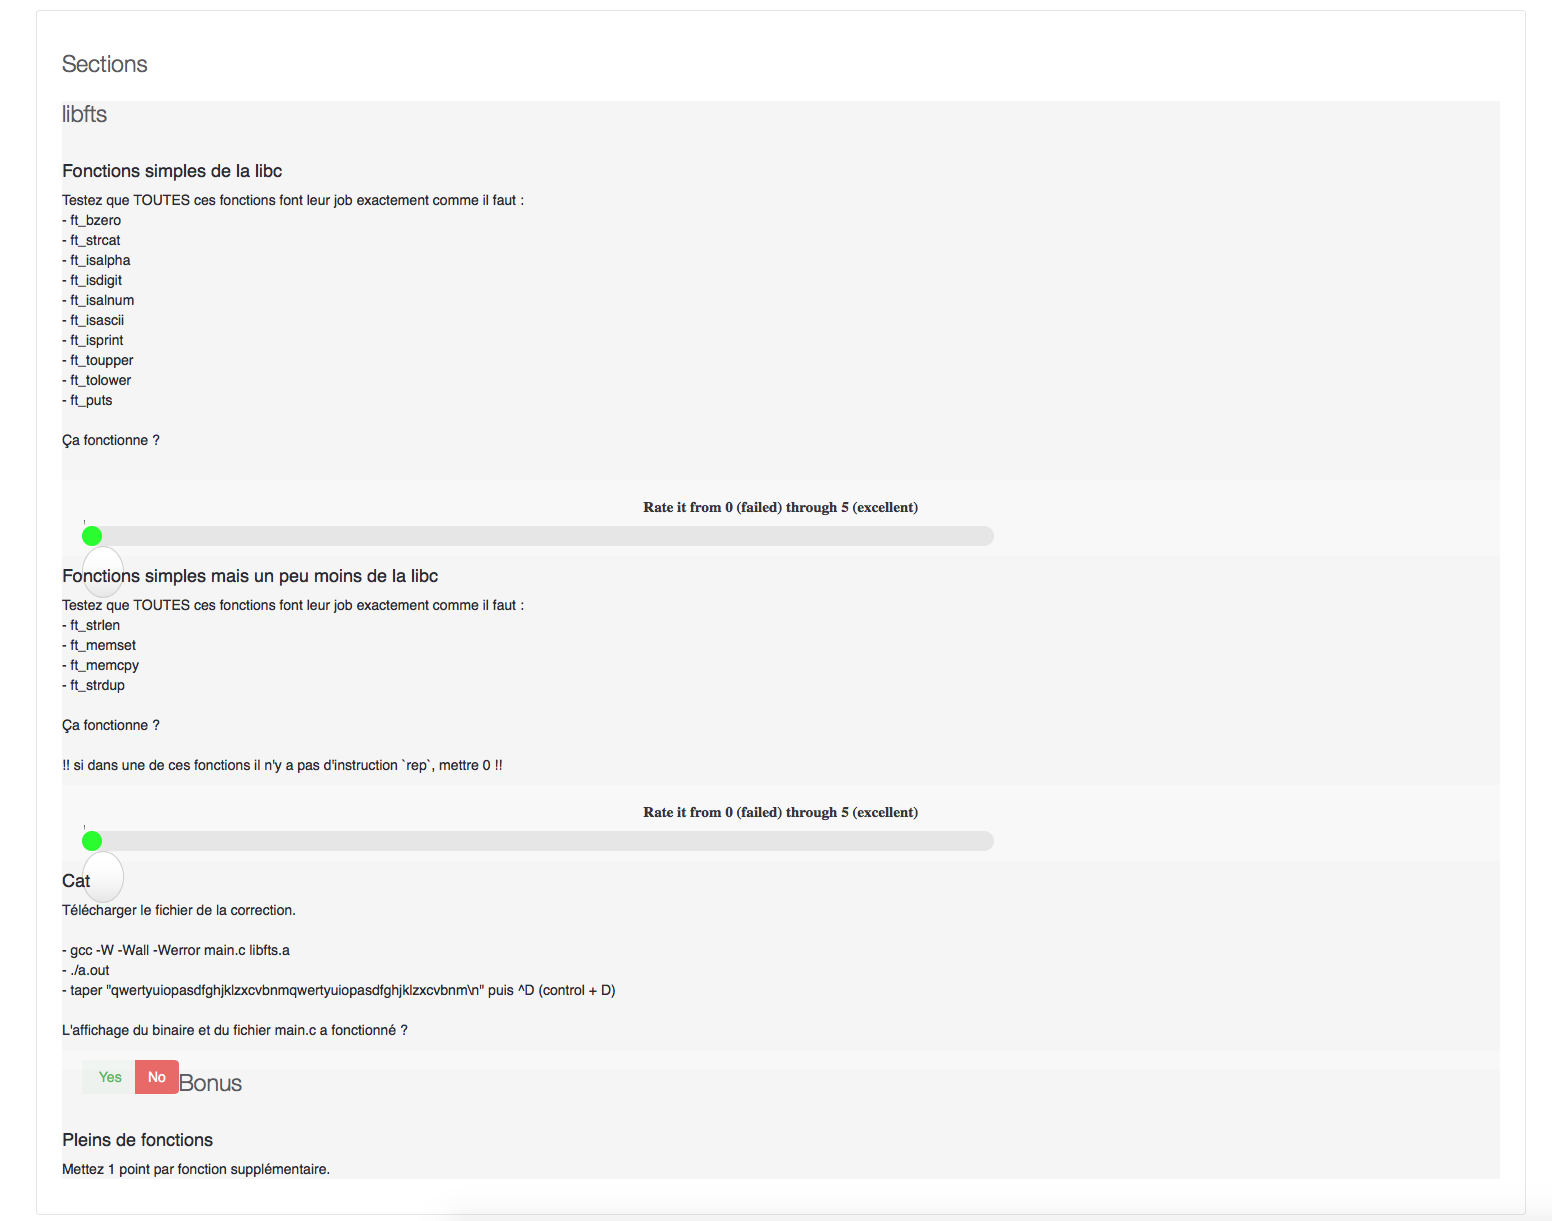 Sections
libfts
Fonctions simples de la libc
Testez que TOUTES ces fonctions font leur job exactement comme il faut :
- ft_bzero
- ft_strcat
- ft_isalpha
- ft_isdigit
- ft_isalnum
- ft_isascii
- ft_isprint
- ft_toupper
- ft_tolower
- ft_puts
Ça fonctionne ?
Rate it from 0 (failed) through 5 (excellent)
Fonctions simples mais un peu moins de la libc
Testez que TOUTES ces fonctions font leur job exactement comme il faut :
- ft_strlen
- ft_memset
- ft_memcpy
- ft_strdup
Ça fonctionne ?
!! si dans une de ces fonctions il n'y a pas d'instruction `rep`, mettre 0 !!
Rate it from 0 (failed) through 5 (excellent)
Cat
Télécharger le fichier de la correction.
- gcc -W -Wall -Werror main.c libfts.a
- ./a.out
- taper "qwertyuiopasdfghjklzxcvbnmqwertyuiopasdfghjklzxcvbnm\n" puis ^D (control + D)
L'affichage du binaire et du fichier main.c a fonctionné ?
Yes No Bonus
Pleins de fonctions
Mettez 1 point par fonction supplémentaire.